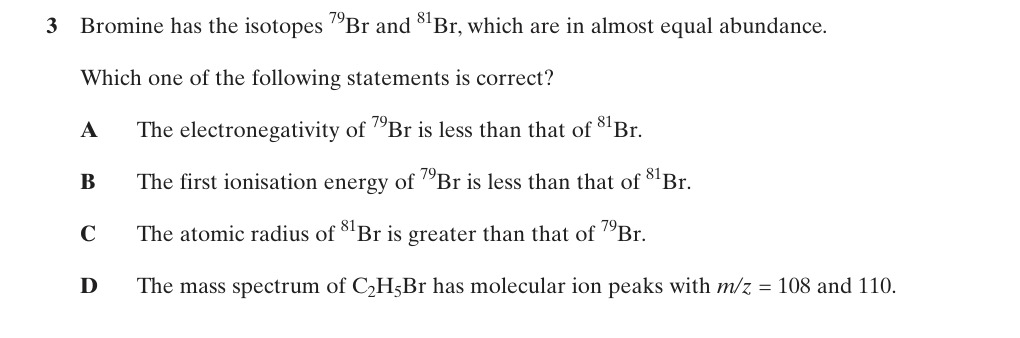 3 Bromine has the isotopes ⁷⁹Br and ⁸¹Br, which are in almost equal abundance.
Which one of the following statements is correct?
A The electronegativity of ⁷⁹Br is less than that of ⁸¹Br.
B The first ionisation energy of ⁷⁹Br is less than that of ⁸¹Br.
C The atomic radius of ⁸¹Br is greater than that of ⁷⁹Br.
D The mass spectrum of C₂H₅Br has molecular ion peaks with m/z = 108 and 110.